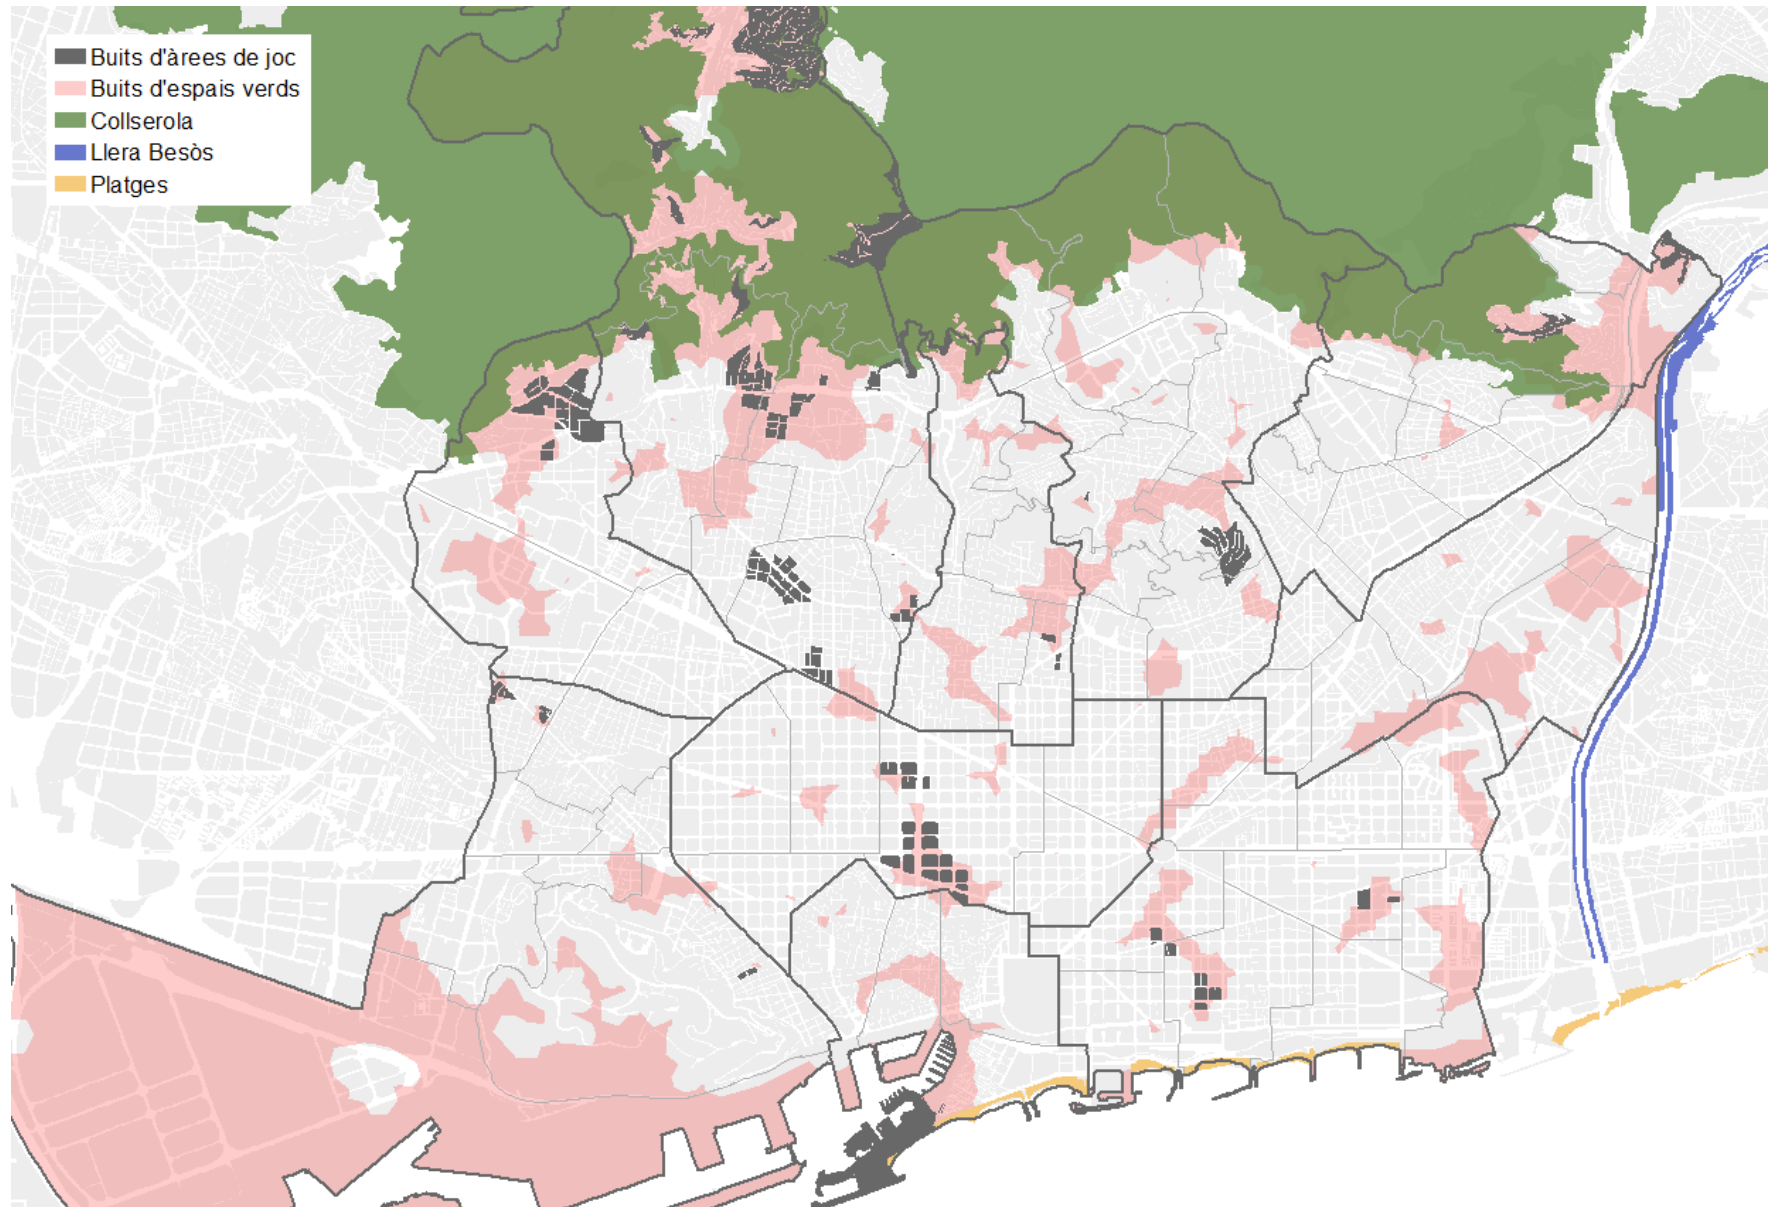 Buits d'àrees de joc
Buits d'espais verds
Collserola
Llera Besòs
Platges